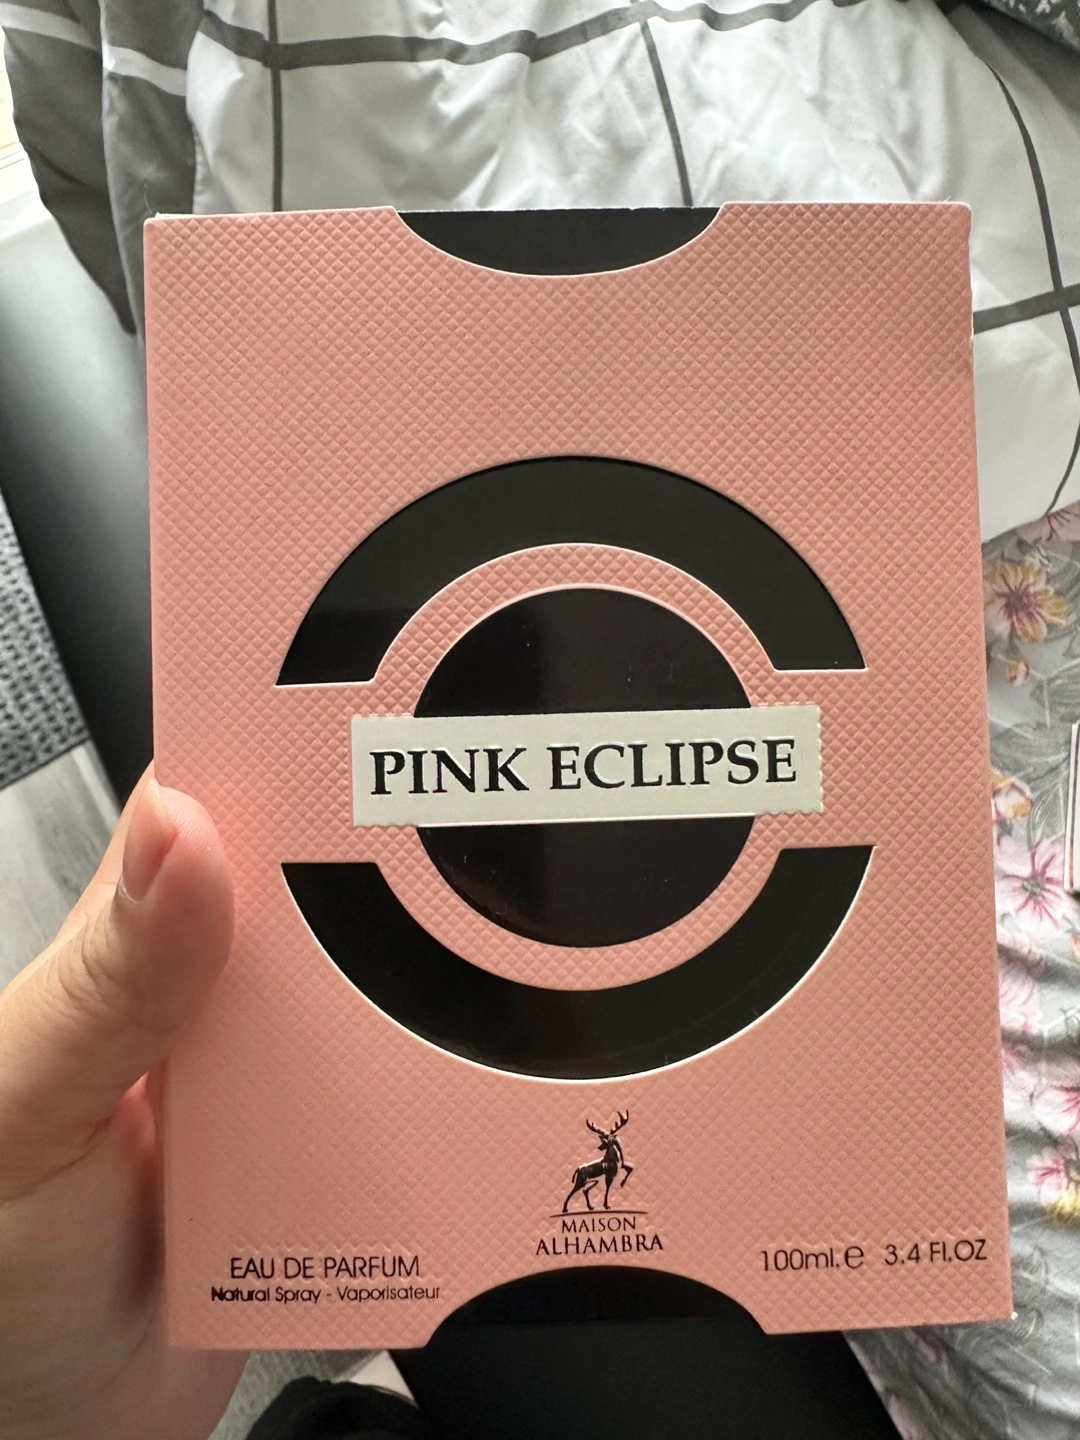 PINK ECLIPSE
MAISON
ALHAMBRA
EAU DE PARFUM
Natural Spray - Vaporisateur
100ml.e 3.4 Fl.OZ